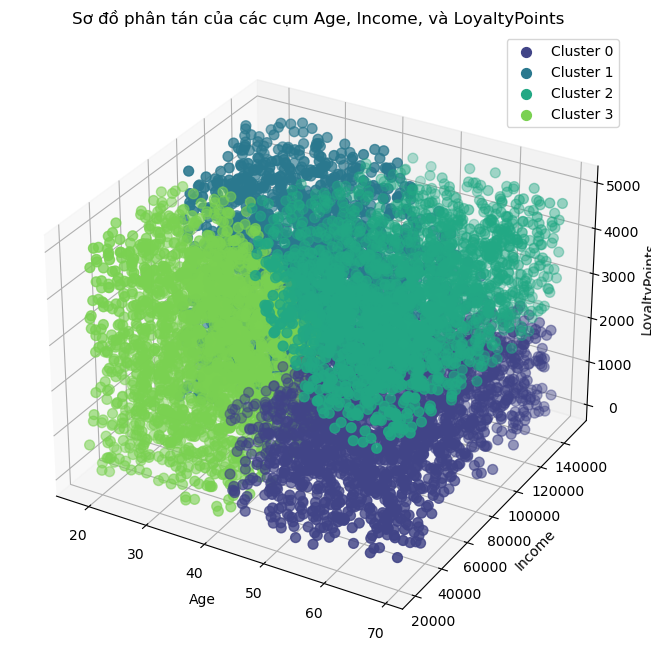 Sơ đồ phân tán của các cụm Age, Income, và LoyaltyPoints
Cluster 0
Cluster 1
Cluster 2
Cluster 3
5000
4000
3000
2000
1000
0
LoyaltyPoints
140000
120000
100000
80000
60000
40000
20000
Income
20
30
40
50
60
70
Age